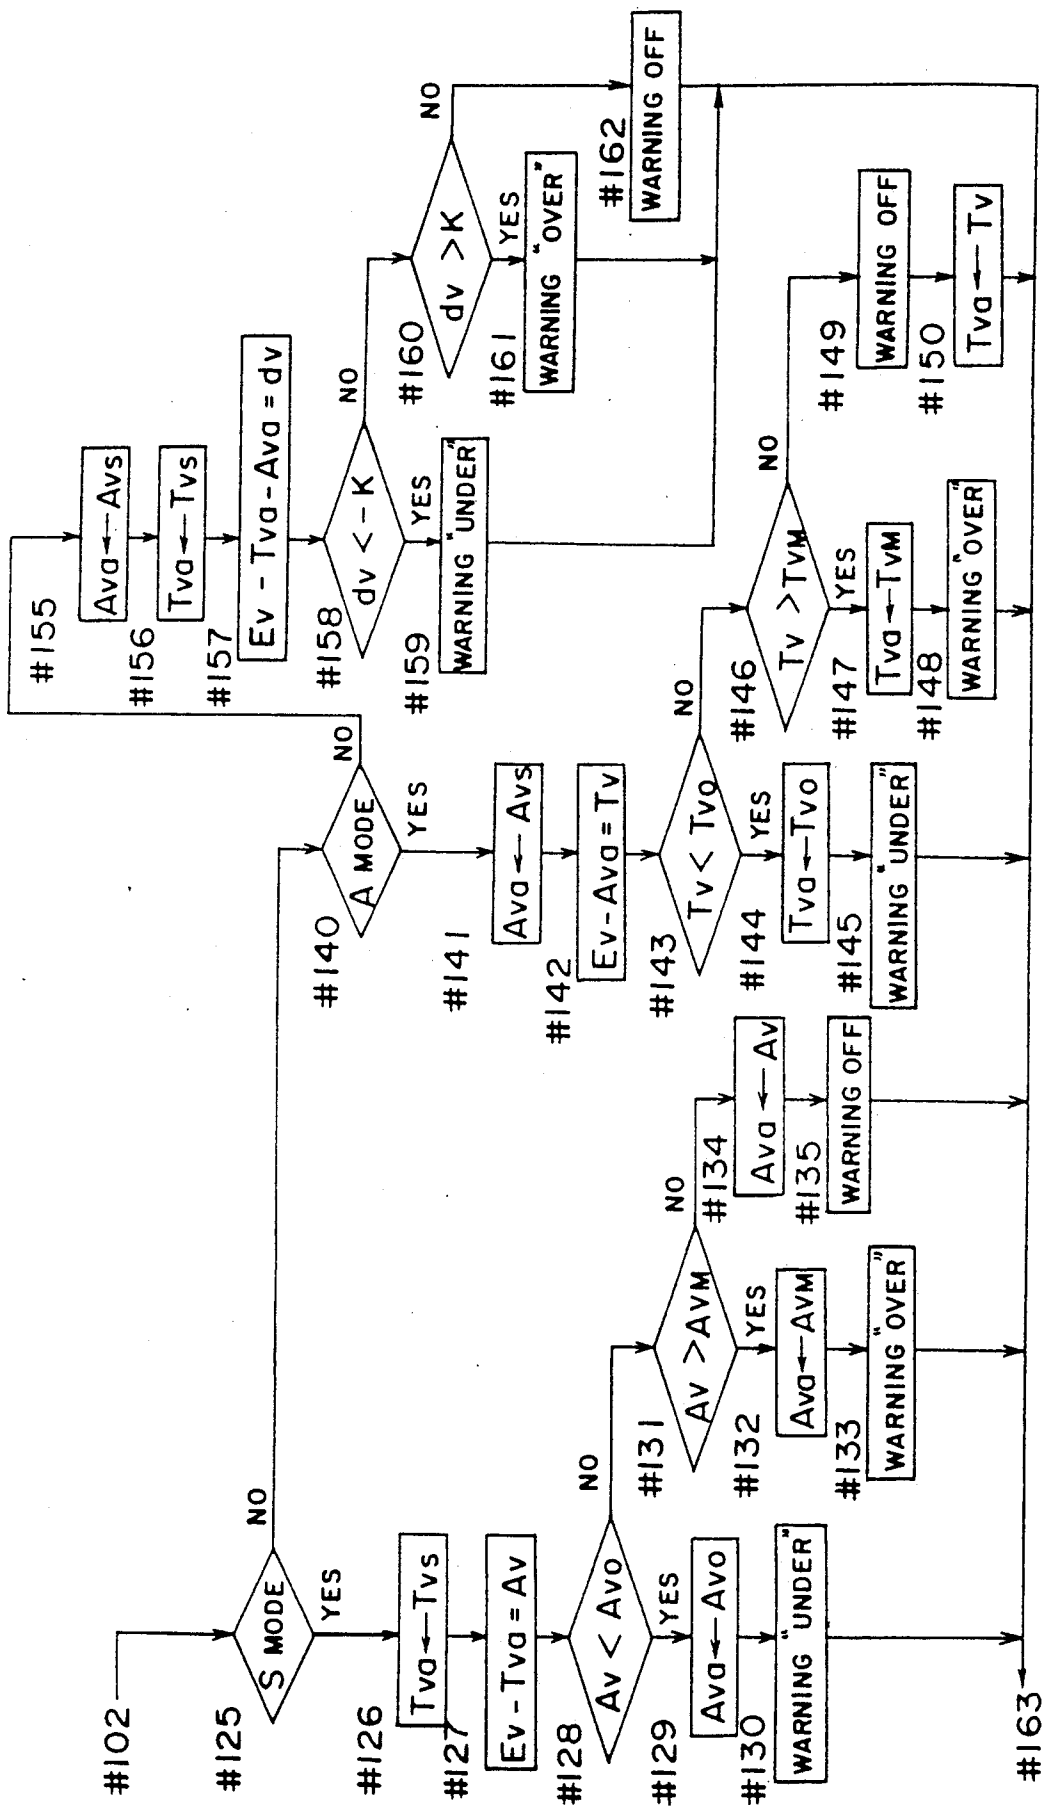 #102
#125
S MODE
NO
YES
#126
Tva ← Tvs
#127
Ev - Tva = Av
#128
Av < Avo
NO
YES
#129
Ava ← Avo
#130
WARNING "UNDER"
#131
Av > AVM
NO
YES
#132
Ava ← AVM
#133
WARNING "OVER"
#134
Ava ← Av
#135
WARNING OFF
#140
A MODE
NO
YES
#141
Ava ← Avs
#142
Ev - Ava = Tv
#143
Tv < Tvo
NO
YES
#144
Tva ← Tvo
#145
WARNING "UNDER"
#146
Tv > TVM
NO
YES
#147
Tva ← TVM
#148
WARNING "OVER"
#149
WARNING OFF
#150
Tva ← Tv
#155
Ava ← Avs
#156
Tva ← Tvs
#157
Ev - Tva - Ava = dv
#158
dv < - K
NO
YES
#159
WARNING "UNDER"
#160
dv > K
NO
YES
#161
WARNING "OVER"
#162
WARNING OFF
#163